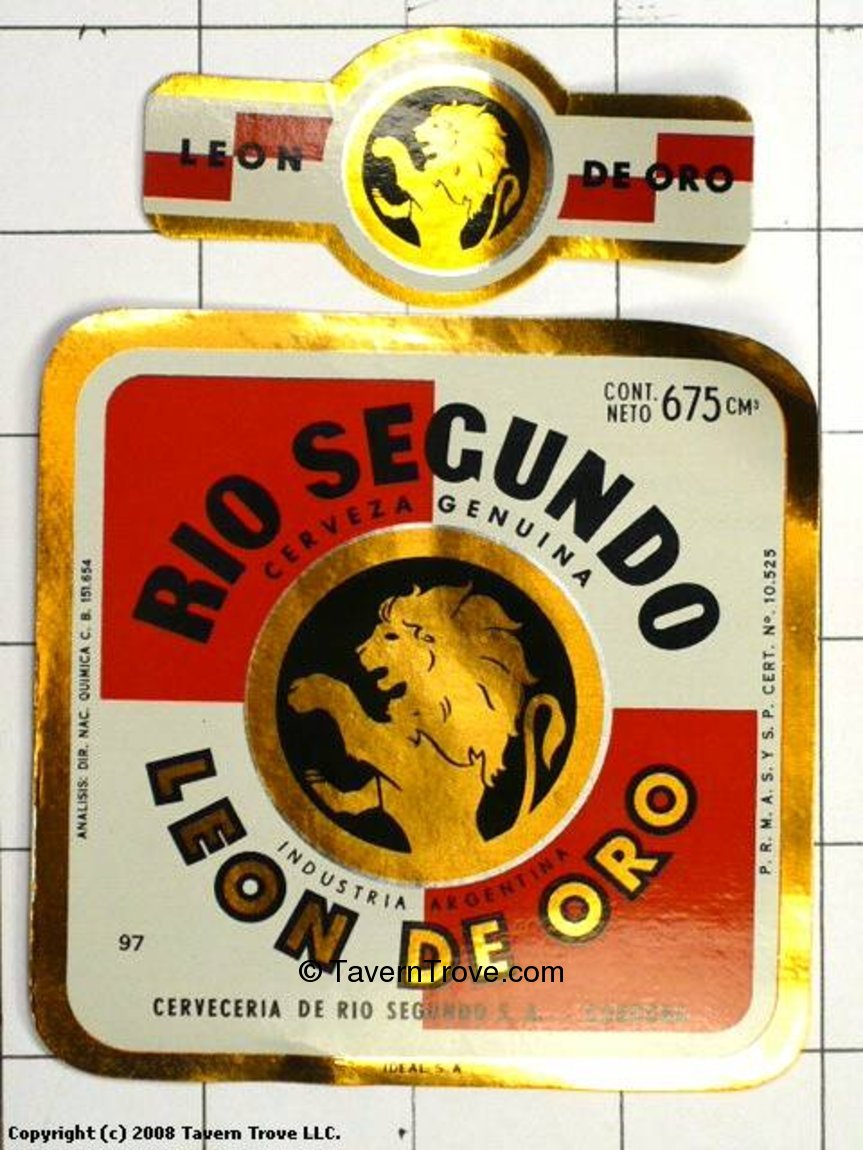 LEON
DE ORO
CONT. NETO 675 CM³
RIO SEGUNDO
CERVEZA GENUINA
ANALISIS: DIR. NAC. QUIMICA C. B. 151.654
P. R. M. A. S. Y S. P. CERT. Nº. 10.525
INDUSTRIA ARGENTINA
LEON DE ORO
97
© TavernTrove.com
CERVECERIA DE RIO SEGUNDO S. A.
IDEAL S. A
Copyright (c) 2008 Tavern Trove LLC.